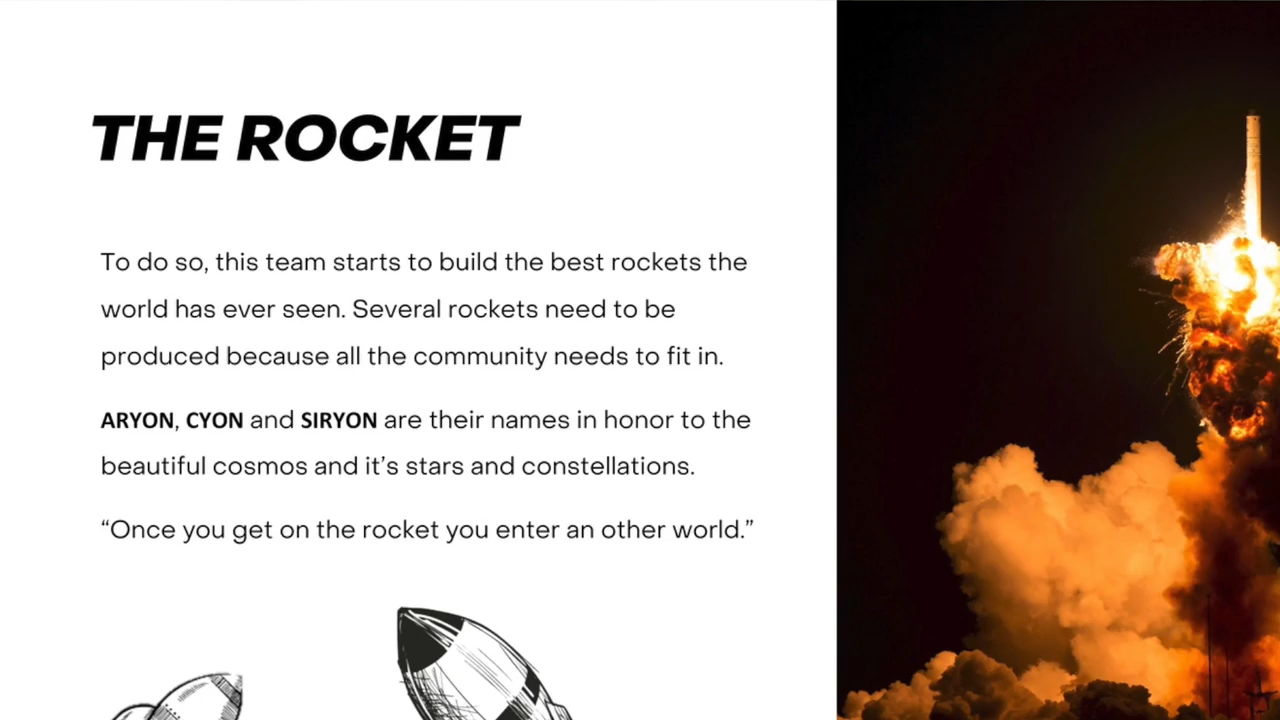 THE ROCKET
To do so, this team starts to build the best rockets the
world has ever seen. Several rockets need to be
produced because all the community needs to fit in.
ARYON, CYON and SIRYON are their names in honor to the
beautiful cosmos and it’s stars and constellations.
“Once you get on the rocket you enter an other world.”